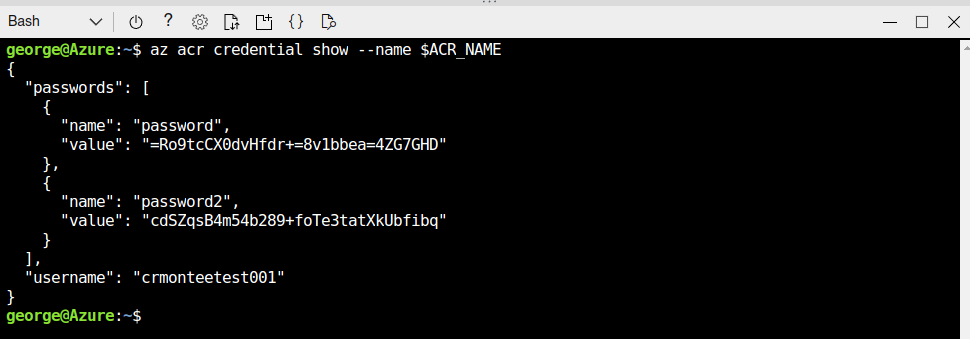 Bash
george@Azure:~$ az acr credential show --name $ACR_NAME
{
  "passwords": [
    {
      "name": "password",
      "value": "=Ro9tcCX0dvHfdr+=8v1bbea=4ZG7GHD"
    },
    {
      "name": "password2",
      "value": "cdSZqsB4m54b289+foTe3tatXkUbfibq"
    }
  ],
  "username": "crmonteetest001"
}
george@Azure:~$